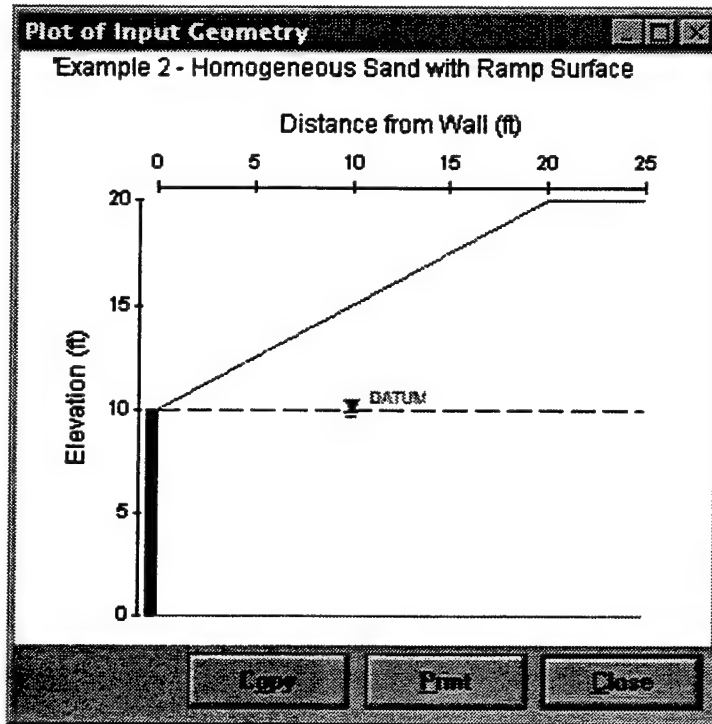 Plot of Input Geometry
Example 2 - Homogeneous Sand with Ramp Surface
Distance from Wall (ft)
0 5 10 15 20 25
20
15
DATUM
10
5
0
Elevation (ft)
Copy Print Close